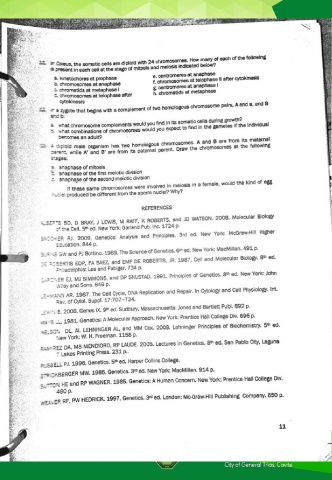 In Coleus, the somatic cells are diploid with 24 chromosomes. How many of each of the following
is present in each cell at the stage of mitosis and meiosis indicated below?
a. kinetochores at prophase
b. chromosomes at anaphase
c. chromatids at metaphase I
d. chromosomes at telophase after
cytokinesis
e. centromeres at anaphase
f. chromosomes at telophase II after cytokinesis
g. centromeres at anaphase I
h. chromatids at metaphase
a zygote that begins with a complement of two homologous chromosome pairs, A and a, and B
and b:
a. what chromosome complements would you find in its somatic cells during growth?
b. what combinations of chromosomes would you expect to find in the gametes if the individual
becomes an adult?
diploid male organism has two homologous chromosomes. A and B are from its maternal
parent, while A' and B' are from its paternal parent. Draw the chromosomes at the following
stages:
a. anaphase of mitosis
b. anaphase of the first meiotic division
c. anaphase of the second meiotic division
If these same chromosomes were involved in meiosis in a female, would the kind of egg
nuclei produced be different from the sperm nuclei? Why?
REFERENCES
ALBERTS BD, D BRAY, J LEWIS, M RAFF, K ROBERTS, and JD WATSON. 2008. Molecular Biology
of the Cell. 5th ed. New York: Garland Pub. Inc. 1724 p.
BROOKER RJ. 2009. Genetics: Analysis and Principles. 3rd ed. New York: McGraw-Hill Higher
Education. 844 p.
BURNS GW and PJ Bottino. 1989. The Science of Genetics. 6th ed. New York: MacMillan. 491 p.
DE ROBERTIS EDP, FA SAEZ, and EMF DE ROBERTIS, JR. 1987. Cell and Molecular Biology. 8th ed.
Philadelphia: Lea and Febiger. 734 p.
GARDNER EJ, MJ SIMMONS, and DP SNUSTAD. 1991. Principles of Genetics. 8th ed. New York: John
Wiley and Sons. 649 p.
AR. 1987. The Cell Cycle, DNA Replication and Repair. In Cytology and Cell Physiology. Int.
Rev. of Cytol. Suppl. 17:707-734.
LEWIN B. 2008. Genes IX. 9th ed. Sudbury, Massachusetts: Jones and Bartlett Publ. 892 p.
LL. 1981. Genetics: A Molecular Approach. New York: Prentice Hall College Div. 696 p.
NELSON DL, AL LEHNINGER AL, and MM Cox. 2008. Lehninger Principles of Biochemistry. 5th ed.
New York: W. H. Freeman. 1158 p.
RAMIREZ DA, MS MENDIORO, RP LAUDE. 2005. Lectures in Genetics. 8th ed. San Pablo City, Laguna
7 Lakes Printing Press. 231 p.
RUSSELL PJ. 1996. Genetics. 5th ed. Harper Collins College.
STRICKBERGER MW. 1985. Genetics. 3rd ed. New York: MacMillan. 914 p.
SUTTON HE and RP WAGNER. 1985. Genetics: A Human Concern. New York: Prentice Hall College Div.
480 p.
WEAVER RF, PW HEDRICK. 1997. Genetics. 3rd ed. London: Mc-Graw-Hill Publishing Company. 650 p.
11
City of General Trias, Cavite